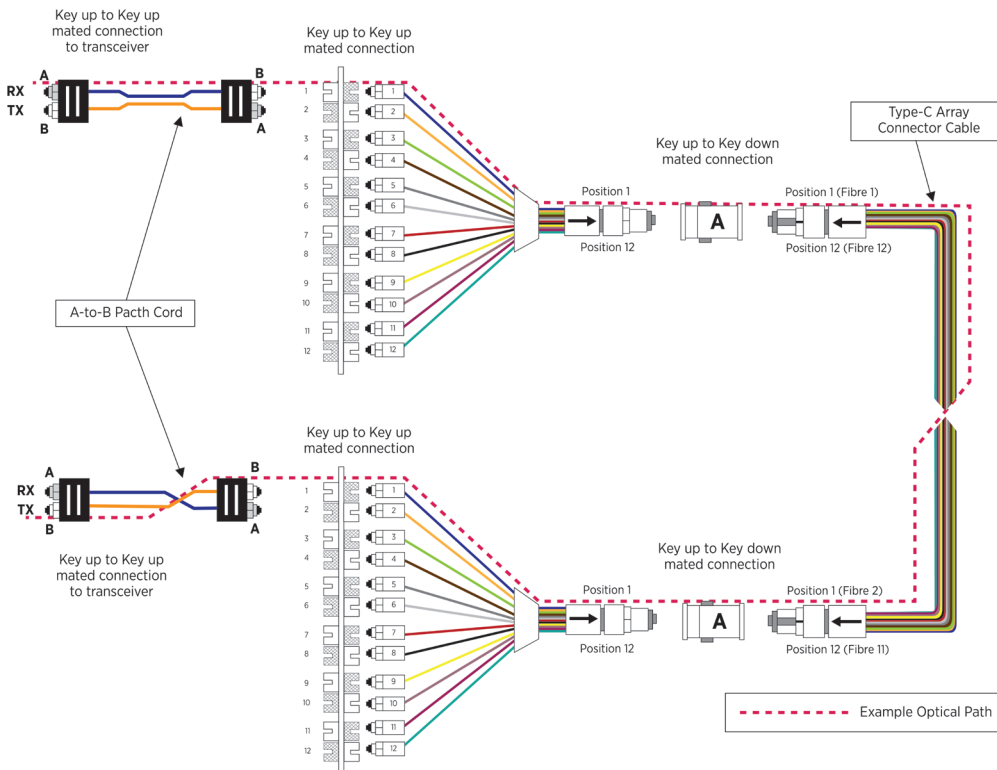 Key up to Key up
mated connection
to transceiver
A
B
RX
TX
B
A
Key up to Key up
mated connection
1
2
3
4
5
6
7
8
9
10
11
12
1
2
3
4
5
6
7
8
9
10
11
12
Position 1
Position 12
Key up to Key down
mated connection
A
Position 1 (Fibre 1)
Position 12 (Fibre 12)
Type-C Array
Connector Cable
A-to-B Pacth Cord
A
B
RX
TX
B
A
Key up to Key up
mated connection
to transceiver
Key up to Key up
mated connection
1
2
3
4
5
6
7
8
9
10
11
12
1
2
3
4
5
6
7
8
9
10
11
12
Position 1
Position 12
Key up to Key down
mated connection
A
Position 1 (Fibre 2)
Position 12 (Fibre 11)
Example Optical Path